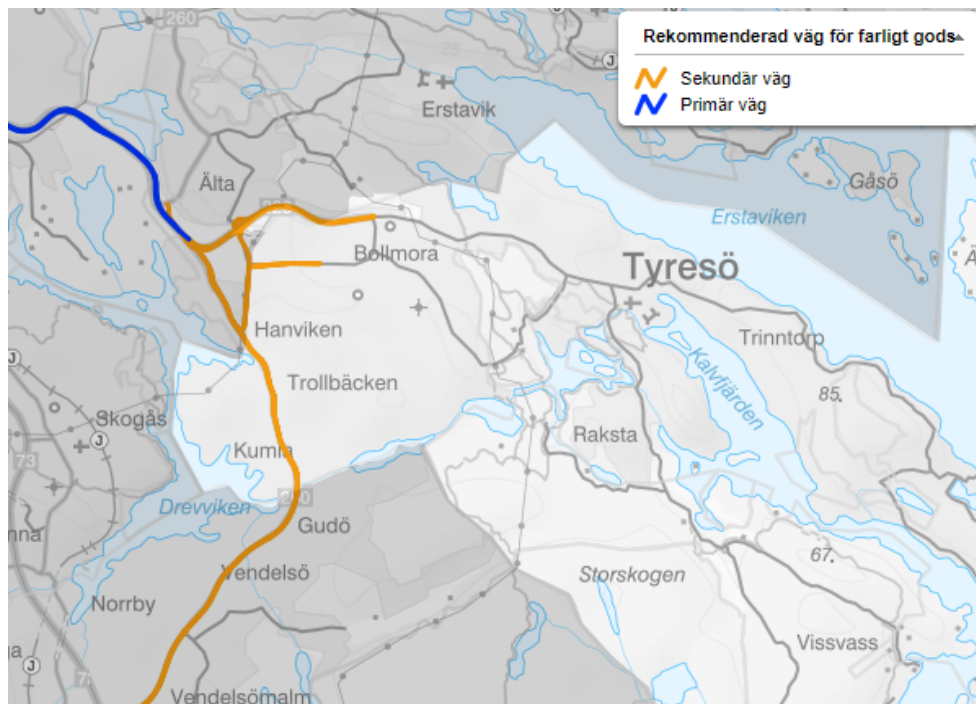 Rekommenderad väg för farligt gods
Sekundär väg
Primär väg
260
J
25
J
Erstavik
Älta
Gåsö
Erstaviken
Bollmora
Tyresö
Hanviken
Trinntorp
Trollbäcken
Kalvfjärden
85.
J
Skogås
J
Raksta
Kumla
73
Drevviken
Gudö
67.
Storskogen
Vendelsö
Norrby
Vissvass
J
Vendelsömalm